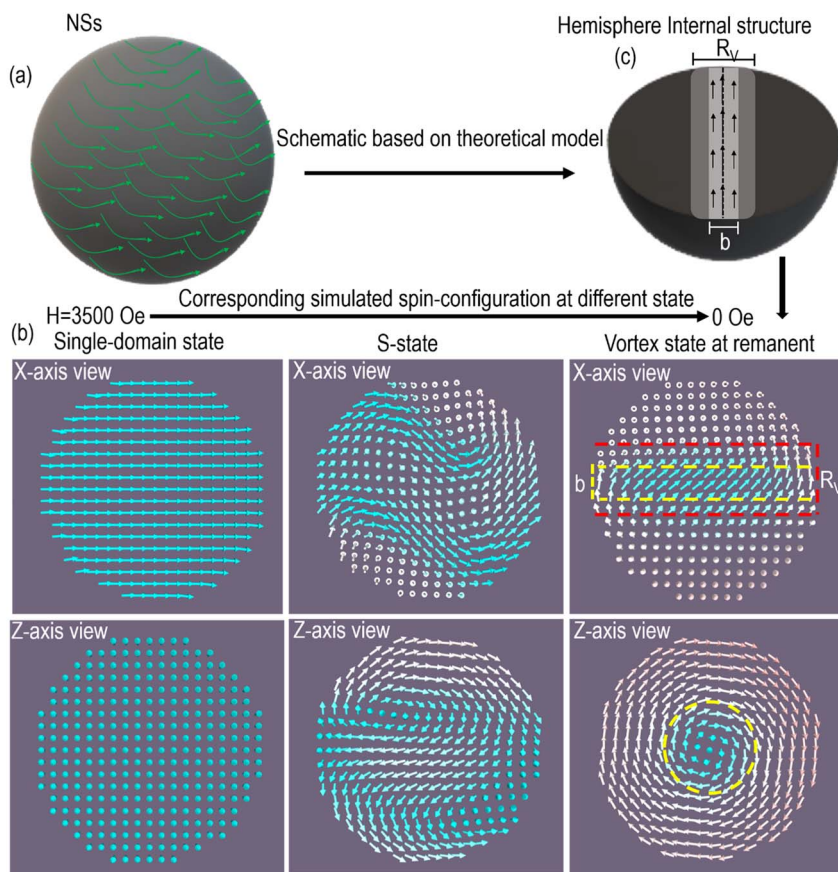 NSs
Hemisphere Internal structure
(a)
(c)
R_V
Schematic based on theoretical model
b
Corresponding simulated spin-configuration at different state
H=3500 Oe
0 Oe
(b)
Single-domain state
S-state
Vortex state at remanent
X-axis view
X-axis view
X-axis view
b
R_V
Z-axis view
Z-axis view
Z-axis view